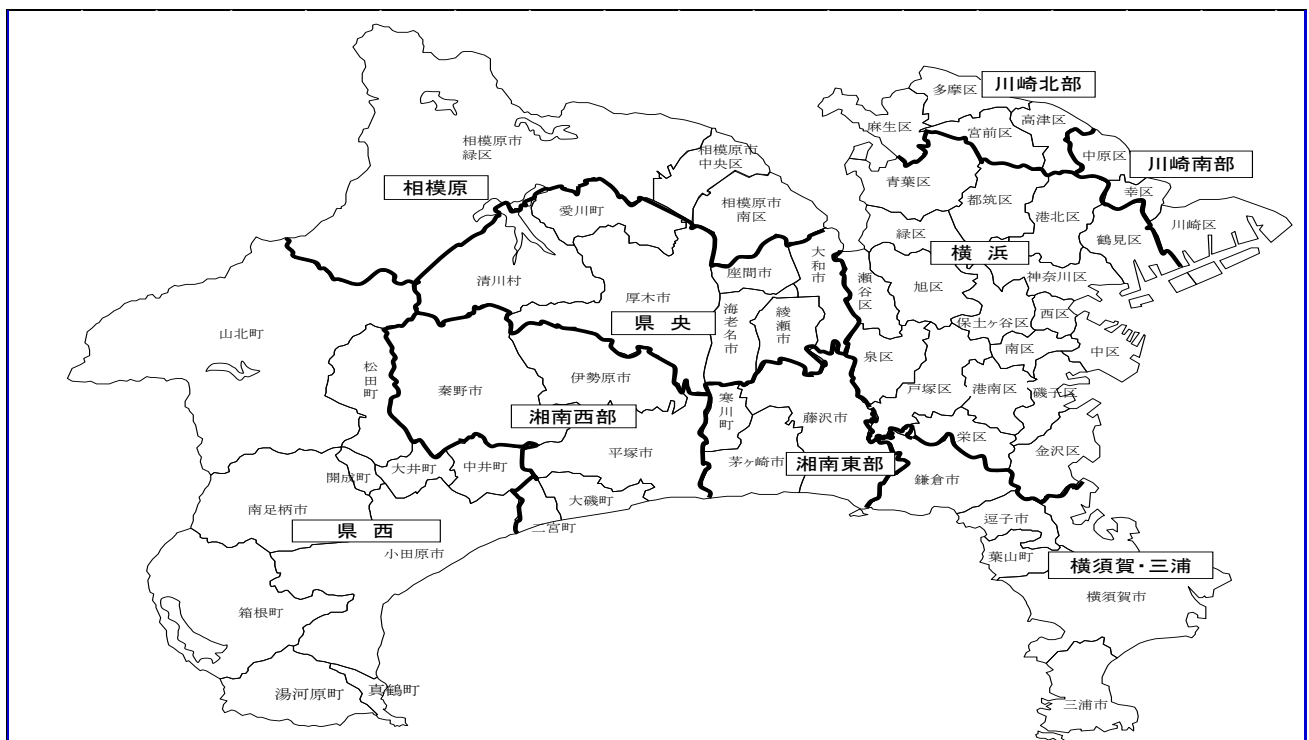 多摩区
川崎北部
麻生区
宮前区
高津区
相模原市
緑区
相模原市
中央区
中原区
川崎南部
相模原
青葉区
幸区
愛川町
相模原市
南区
都筑区
港北区
鶴見区
川崎区
緑区
横浜
大和市
清川村
座間市
瀬谷区
旭区
神奈川区
厚木市
県央
海老名市
綾瀬市
保土ヶ谷区
西区
山北町
南区
中区
泉区
松田町
秦野市
伊勢原市
戸塚区
港南区
磯子区
寒川町
湘南西部
藤沢市
栄区
平塚市
金沢区
茅ヶ崎市
湘南東部
大井町
中井町
開成町
鎌倉市
大磯町
南足柄市
県西
二宮町
逗子市
小田原市
葉山町
横須賀・三浦
横須賀市
箱根町
湯河原町
真鶴町
三浦市